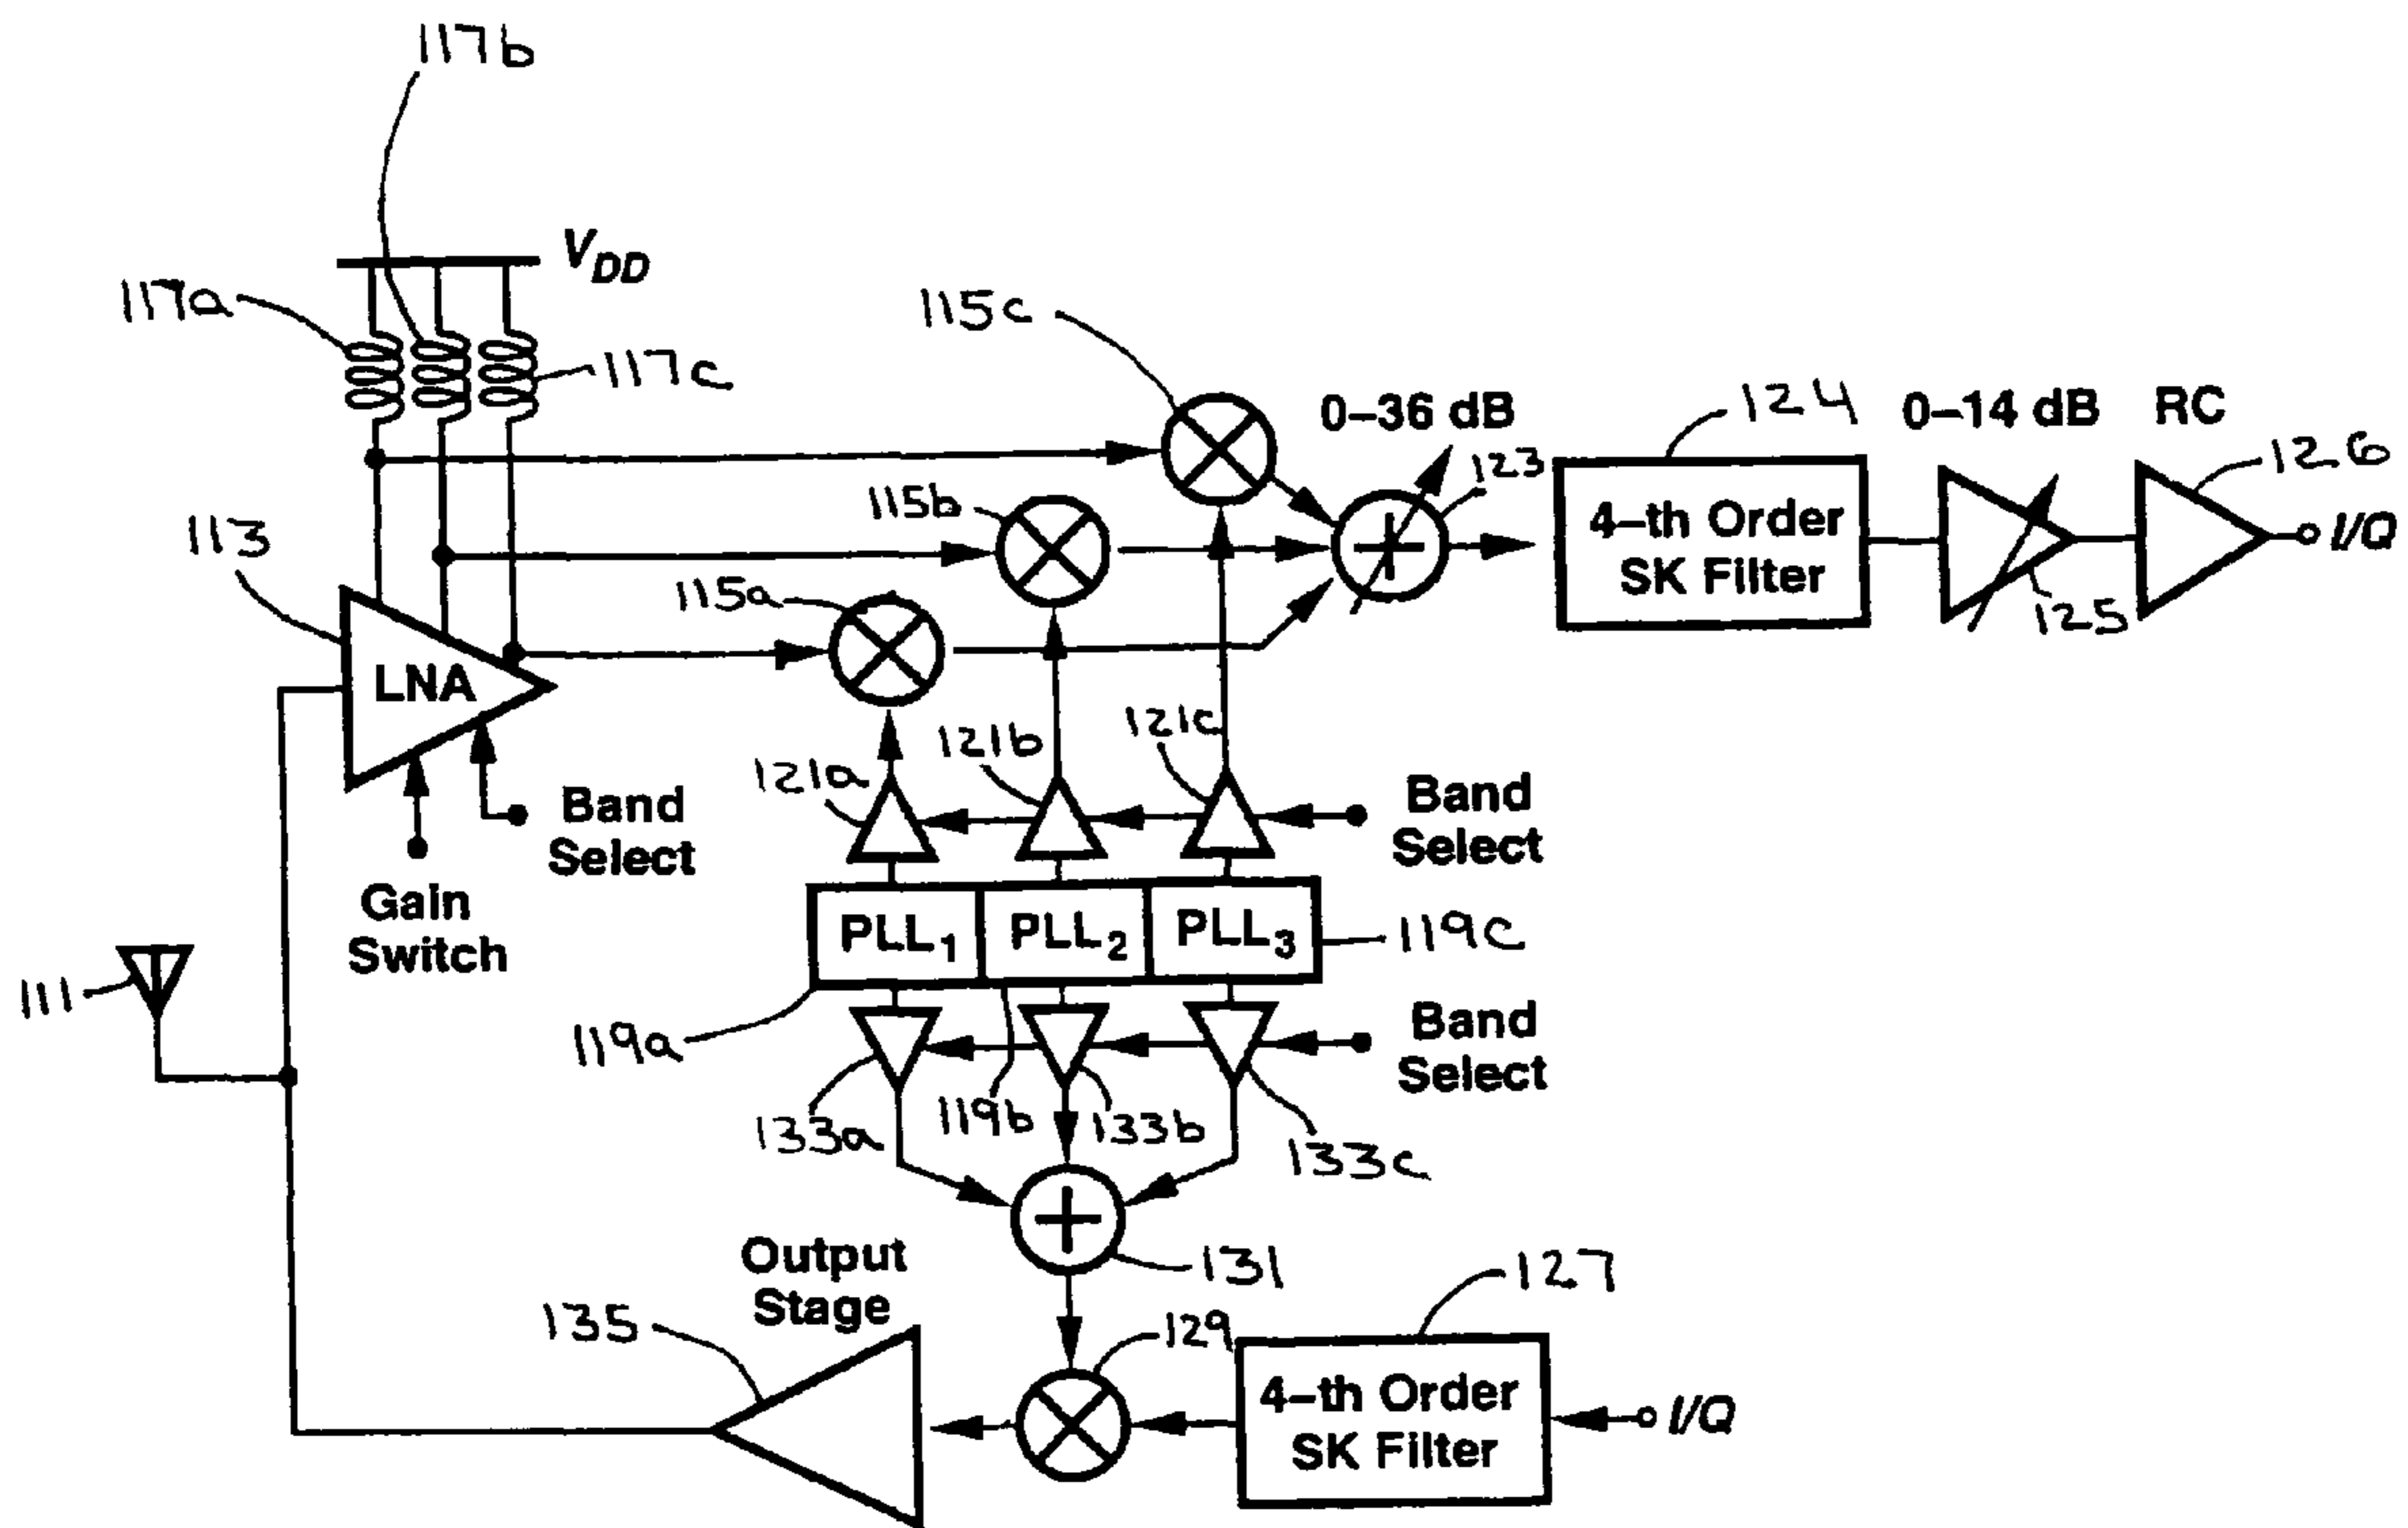 117b
V_DD
117a
117c
115c
0–36 dB
123
124
0–14 dB
RC
126
4–th Order
SK Filter
125
I/Q
113
115b
115a
LNA
121a
121b
121c
Band
Select
Band
Select
Gain
Switch
PLL1
PLL2
PLL3
119c
111
119a
Band
Select
133a
119b
133b
133c
131
Output
Stage
135
129
127
4–th Order
SK Filter
I/Q